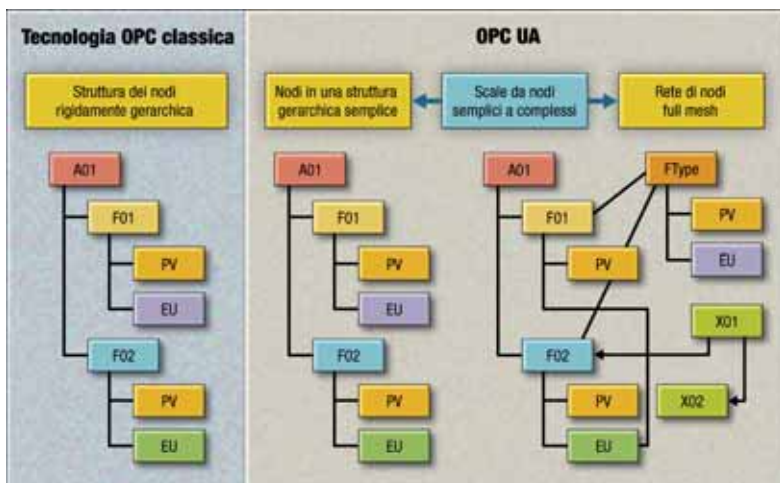 Tecnologia OPC classica
Struttura dei nodi
rigidamente gerarchica
A01
F01
PV
EU
F02
PV
EU
OPC UA
Nodi in una struttura
gerarchica semplice
Scale da nodi
semplici a complessi
Rete di nodi
full mesh
A01
F01
PV
EU
F02
PV
EU
A01
F01
PV
F02
PV
EU
FType
PV
EU
X01
X02